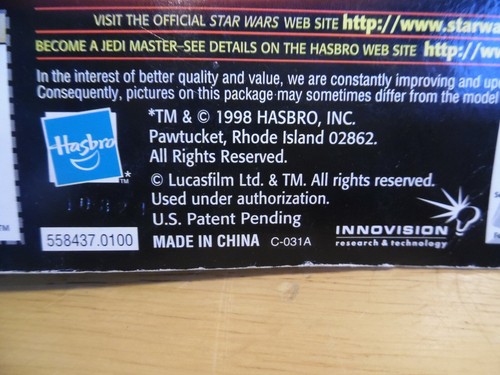 VISIT THE OFFICIAL STAR WARS WEB SITE http://www.starwa
BECOME A JEDI MASTER–SEE DETAILS ON THE HASBRO WEB SITE http://w
In the interest of better quality and value, we are constantly improving and up
Consequently, pictures on this package may sometimes differ from the model
Hasbro
TM
*
*TM & © 1998 HASBRO, INC.
Pawtucket, Rhode Island 02862.
All Rights Reserved.
© Lucasfilm Ltd. & TM. All rights reserved.
Used under authorization.
U.S. Patent Pending
558437.0100
MADE IN CHINA C-031A
INNOVISION
research & technology
TM